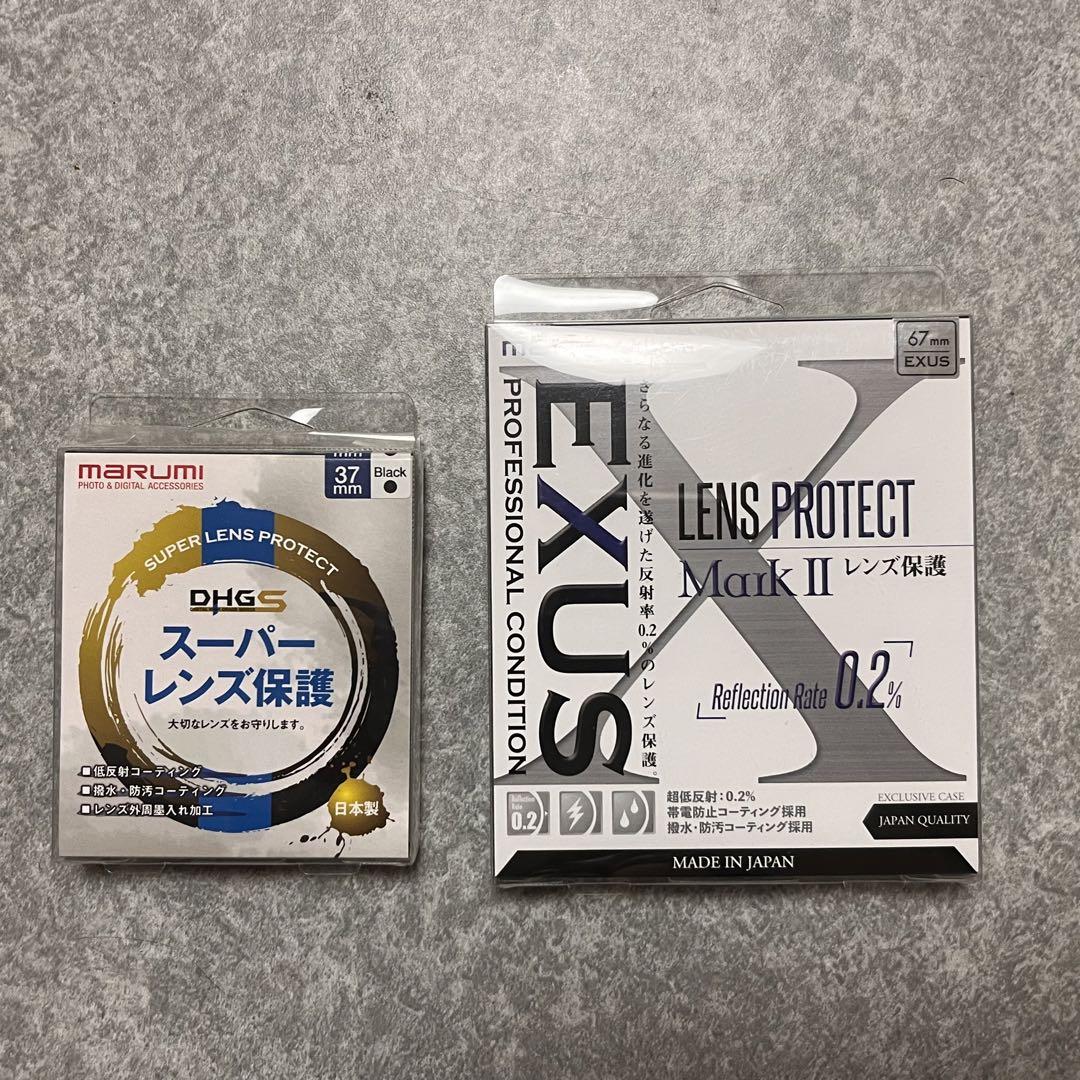 marumi
PHOTO & DIGITAL ACCESSORIES
mm
37
mm
Black
SUPER LENS PROTECT
DHGS
スーパー
レンズ保護
大切なレンズをお守りします。
■低反射コーティング
■撥水・防汚コーティング
■レンズ外周墨入れ加工
日本製
67mm
EXUS
EXUS
PROFESSIONAL CONDITION
さらなる進化を遂げた反射率0.2%のレンズ保護。
LENS PROTECT
Mark II レンズ保護
Reflection Rate 0.2%
Reflection
Rate
0.2
超低反射：0.2%
帯電防止コーティング採用
撥水・防汚コーティング採用
EXCLUSIVE CASE
JAPAN QUALITY
MADE IN JAPAN